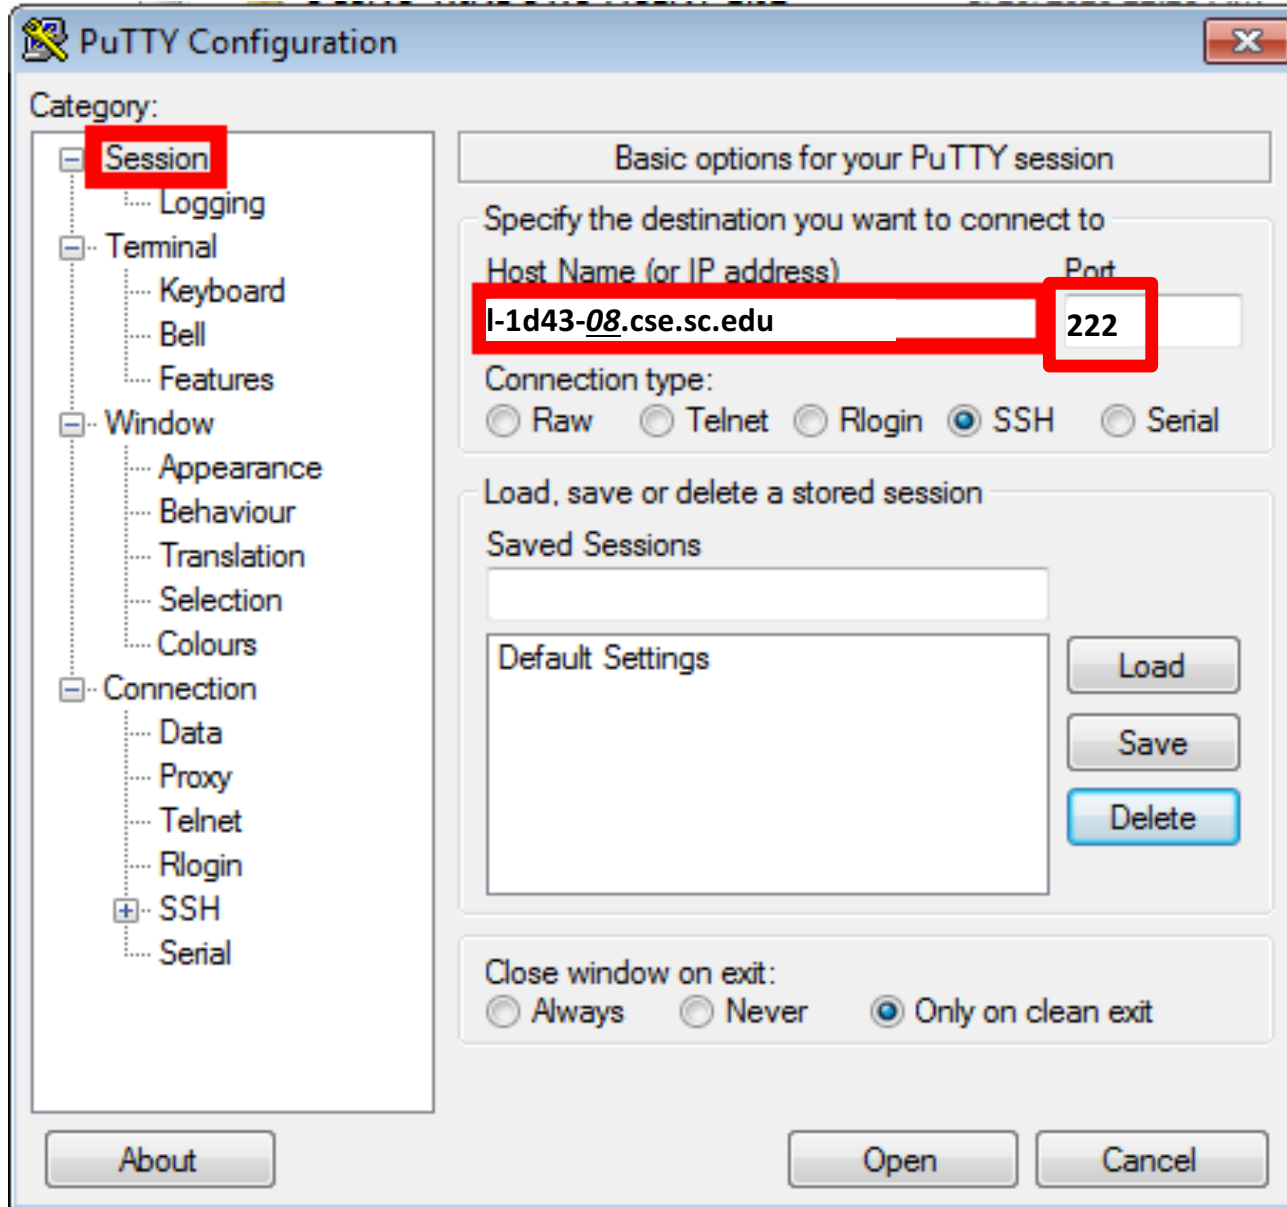 PuTTY Configuration
Category:
Session
Logging
Terminal
Keyboard
Bell
Features
Window
Appearance
Behaviour
Translation
Selection
Colours
Connection
Data
Proxy
Telnet
Rlogin
SSH
Serial
Basic options for your PuTTY session
Specify the destination you want to connect to
Host Name (or IP address) Port
l-1d43-08.cse.sc.edu 222
Connection type:
Raw Telnet Rlogin SSH Serial
Load, save or delete a stored session
Saved Sessions
Default Settings
Load
Save
Delete
Close window on exit:
Always Never Only on clean exit
About Open Cancel